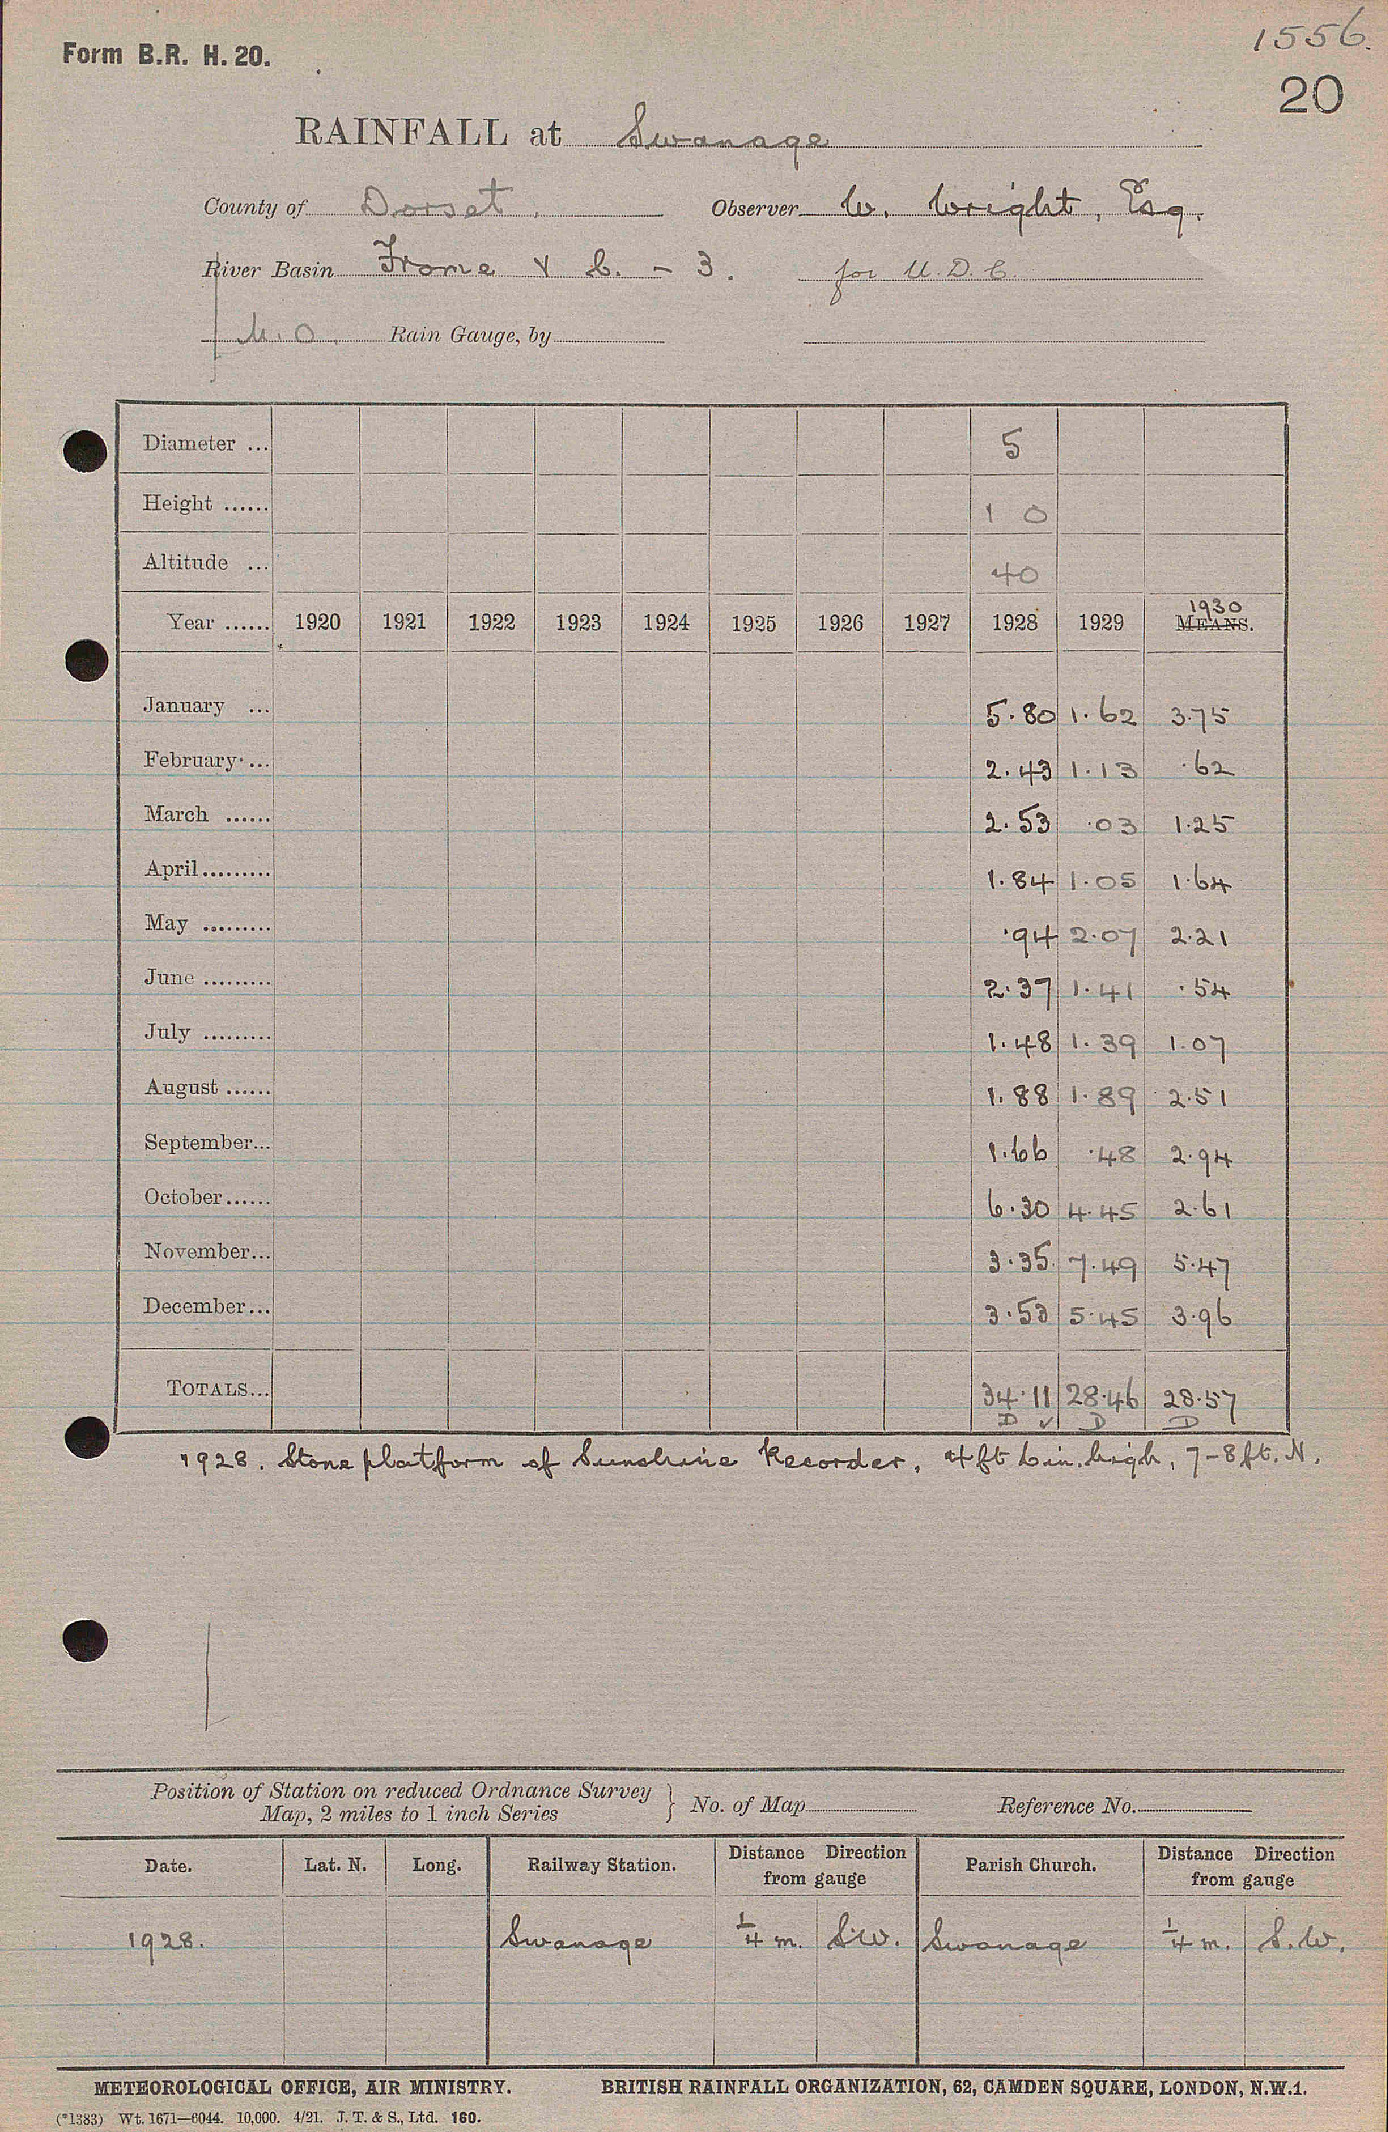 Form B.R. H. 20.
1556.
20
RAINFALL at Swanage
County of Dorset. Observer W. Wright, Esq.
River Basin Frome & C. - 3. for U.D.C.
M.O. Rain Gauge, by
Diameter ... 5
Height ...... 1 0
Altitude ... 40
1930
Year ...... 1920 1921 1922 1923 1924 1925 1926 1927 1928 1929 MEANS.
January ... 5.80 1.62 3.75
February ... 2.43 1.13 .62
March ...... 2.53 .03 1.25
April......... 1.84 1.05 1.64
May ......... .94 2.07 2.21
June ......... 2.37 1.41 .54
July ......... 1.48 1.39 1.07
August ...... 1.88 1.89 2.51
September... 1.66 .48 2.94
October...... 6.30 4.45 2.61
November... 3.35 7.49 5.47
December... 3.53 5.45 3.96
TOTALS... 34.11 28.46 28.57
D ✓ D D
1928. Stone platform of Sunshine Recorder, 4ft 6in. high, 7-8ft. N.
Position of Station on reduced Ordnance Survey
Map, 2 miles to 1 inch Series } No. of Map Reference No.
Date. Lat. N. Long. Railway Station. Distance Direction from gauge Parish Church. Distance Direction from gauge
1928. Swanage 1/4 m. S.W. Swanage 1/4 m. S.W.
METEOROLOGICAL OFFICE, AIR MINISTRY. BRITISH RAINFALL ORGANIZATION, 62, CAMDEN SQUARE, LONDON, N.W.1.
(*1383) Wt. 1671—6044. 10,000. 4/21. J. T. & S., Ltd. 160.